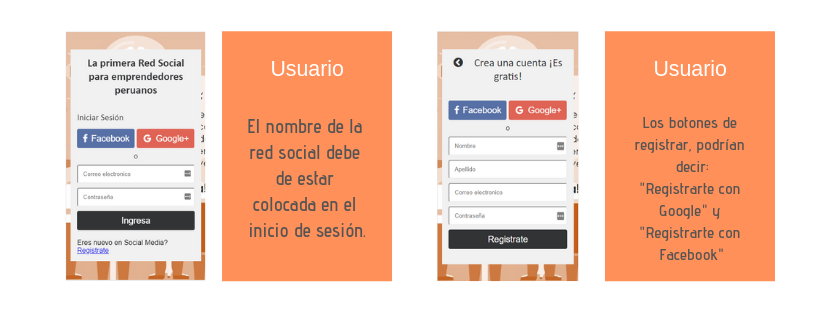 La primera Red Social
para emprendedores
peruanos
Iniciar Sesión
Facebook
Google+
o
Correo electronico
Contraseña
Ingresa
Eres nuevo en Social Media?
Registrate
Usuario
El nombre de la
red social debe
de estar
colocada en el
inicio de sesión.
Crea una cuenta ¡Es
gratis!
Facebook
Google+
o
Nombre
Apellido
Correo electronico
Contraseña
Registrate
Usuario
Los botones de
registrar, podrían
decir:
"Registrarte con
Google" y
"Registrarte con
Facebook"